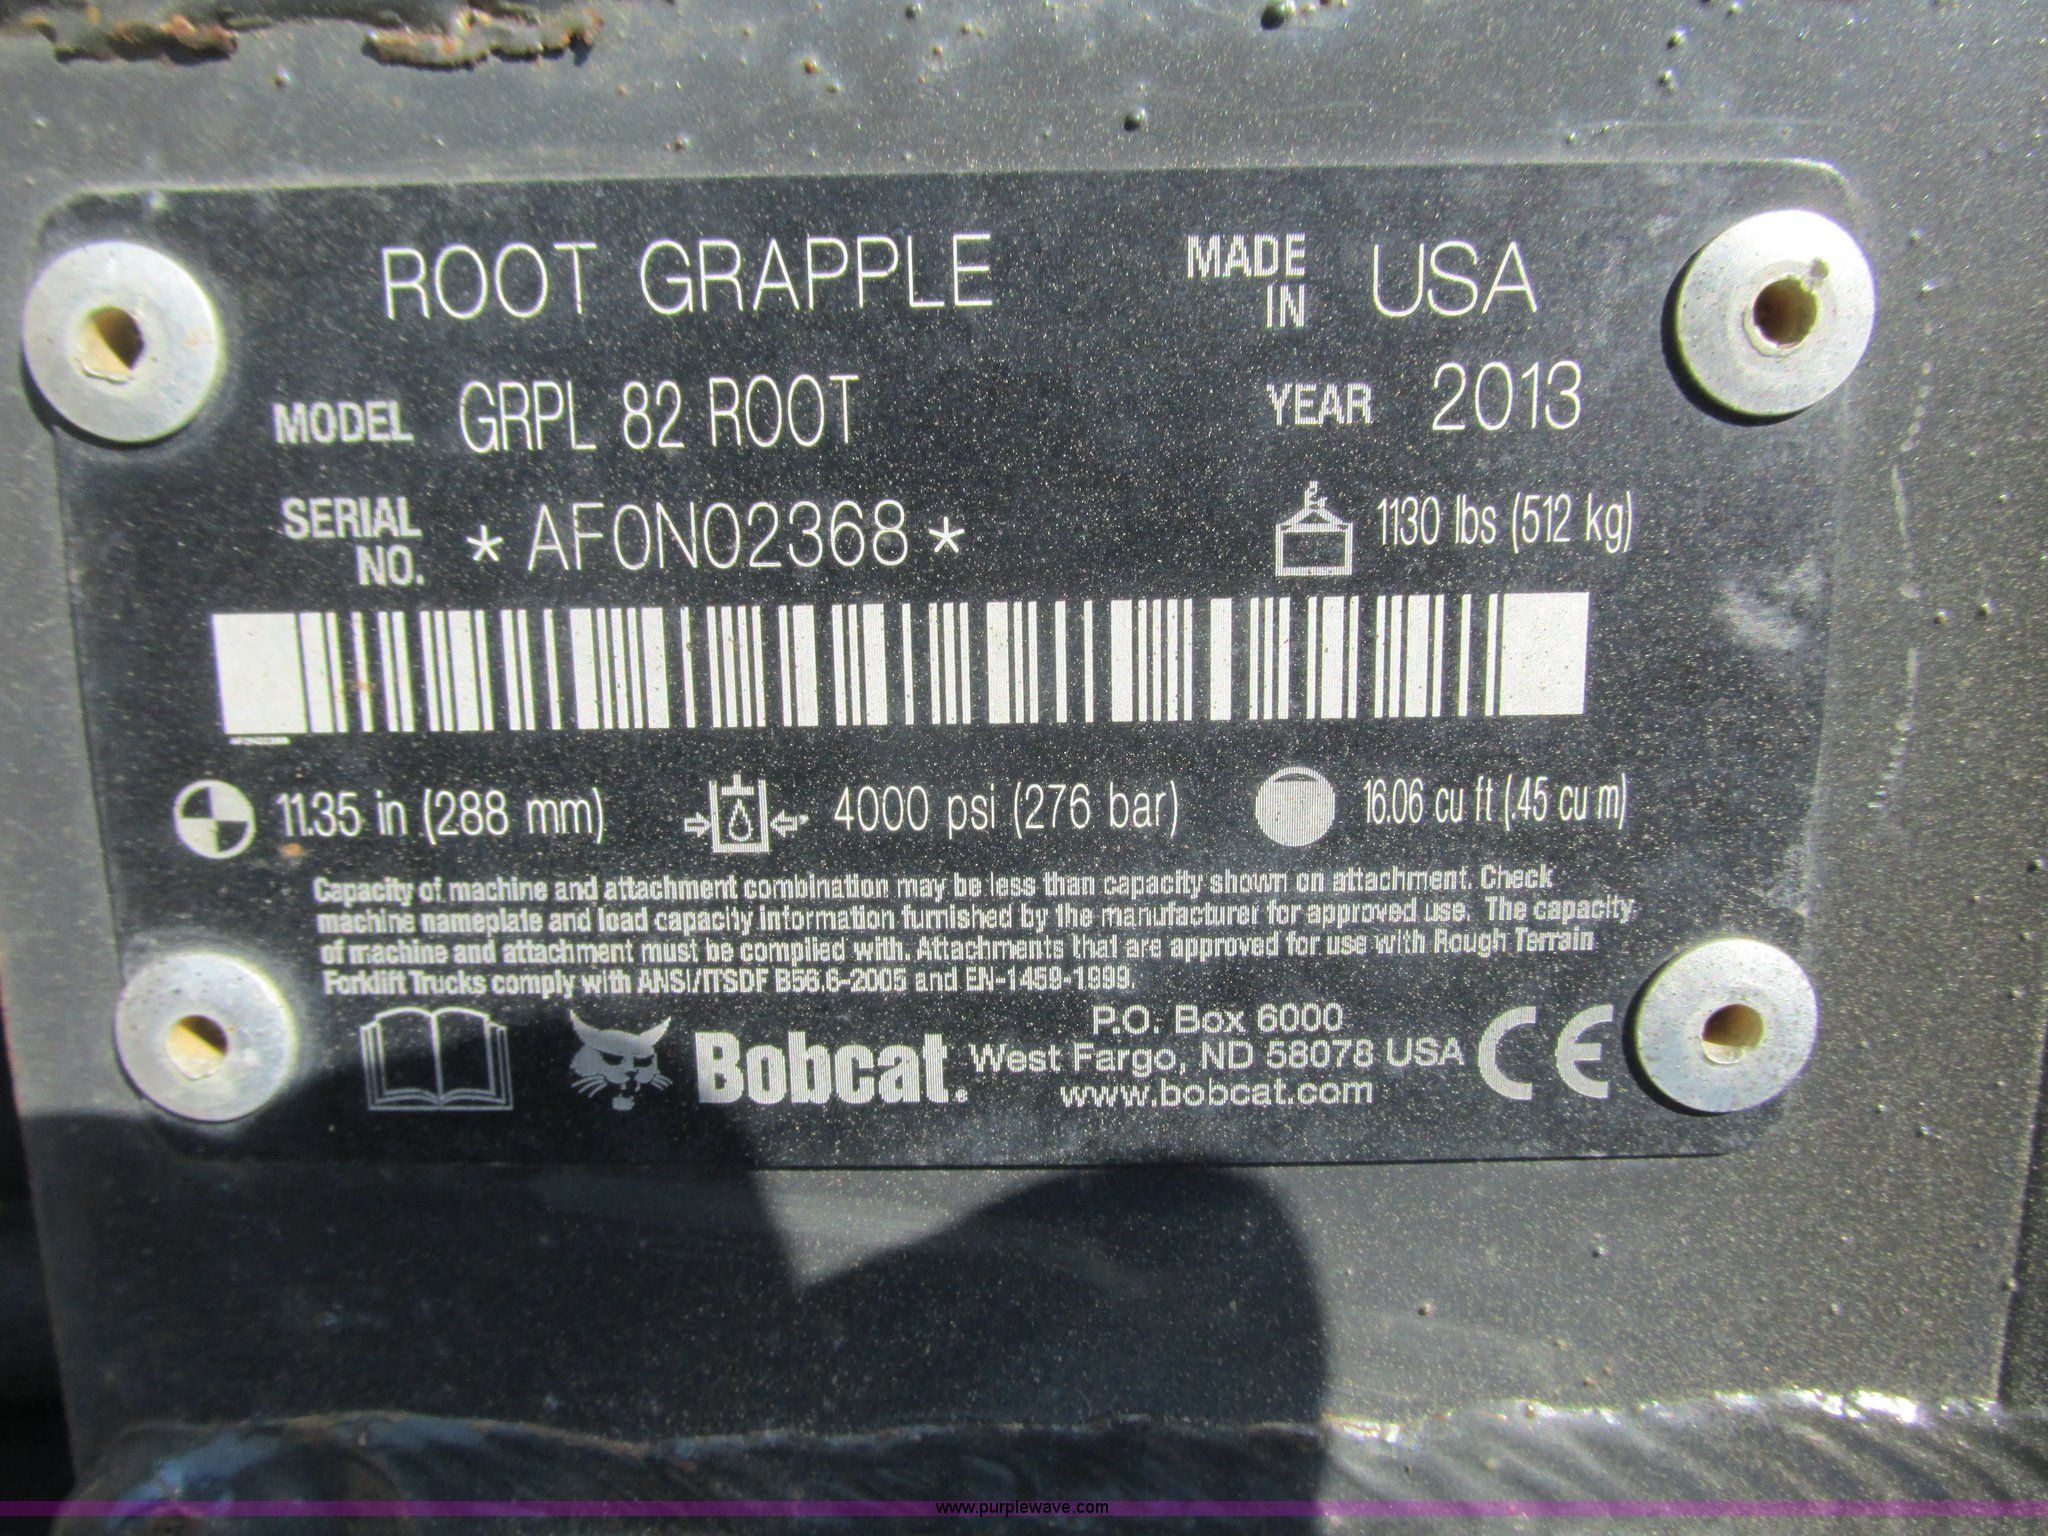 ROOT GRAPPLE
MADE IN USA
MODEL GRPL 82 ROOT
YEAR 2013
SERIAL NO. *AF0N02368*
1130 lbs (512 kg)
11.35 in (288 mm)
4000 psi (276 bar)
16.06 cu ft (.45 cu m)
Capacity of machine and attachment combination may be less than capacity shown on attachment. Check
machine nameplate and load capacity information furnished by the manufacturer for approved use. The capacity
of machine and attachment must be complied with. Attachments that are approved for use with Rough Terrain
Forklift Trucks comply with ANSI/ITSDF B56.6-2005 and EN-1459-1999.
Bobcat.
P.O. Box 6000
West Fargo, ND 58078 USA
www.bobcat.com
CE
www.purplewave.com